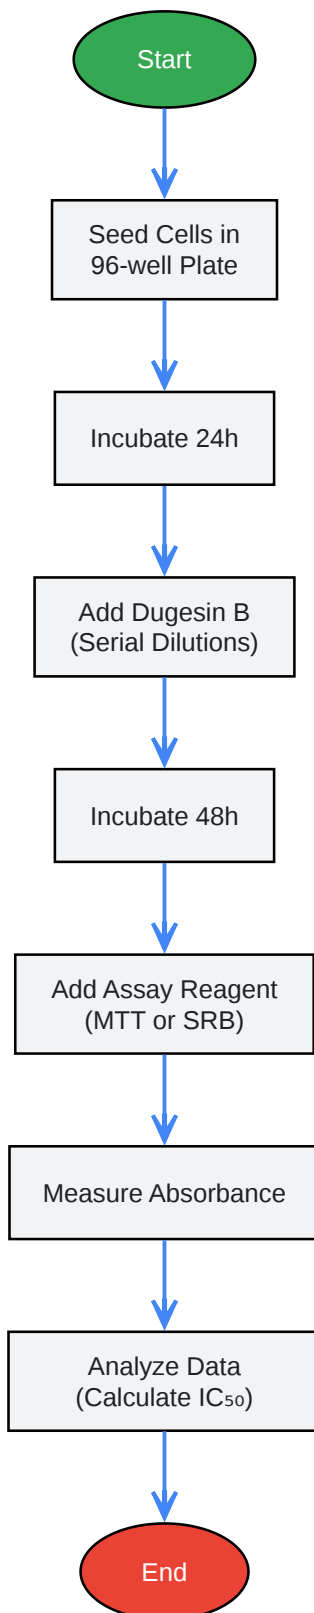 Start
Seed Cells in
96-well Plate
Incubate 24h
Add Dugesin B
(Serial Dilutions)
Incubate 48h
Add Assay Reagent
(MTT or SRB)
Measure Absorbance
Analyze Data
(Calculate IC₅₀)
End